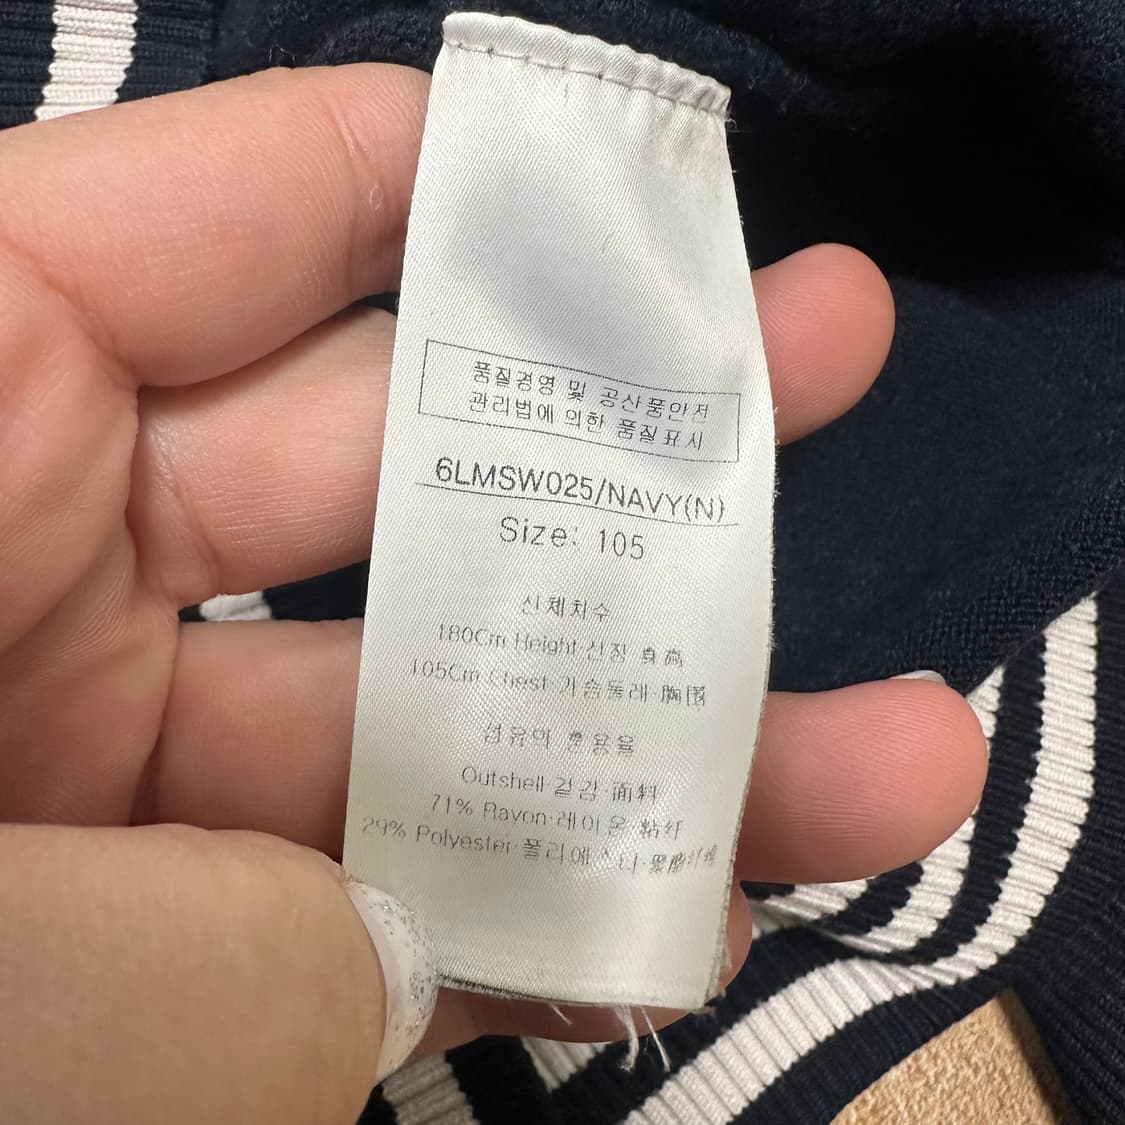 품질경영 및 공산품안전
관리법에 의한 품질표시
6LMSW025/NAVY(N)
Size: 105
신체치수
180Cm Height·신장·身高
105Cm Chest·가슴둘레·胸围
섬유의 혼용율
Outshell·겉감·面料
71% Rayon·레이온·粘纤
29% Polyester·폴리에스터·聚酯纤维